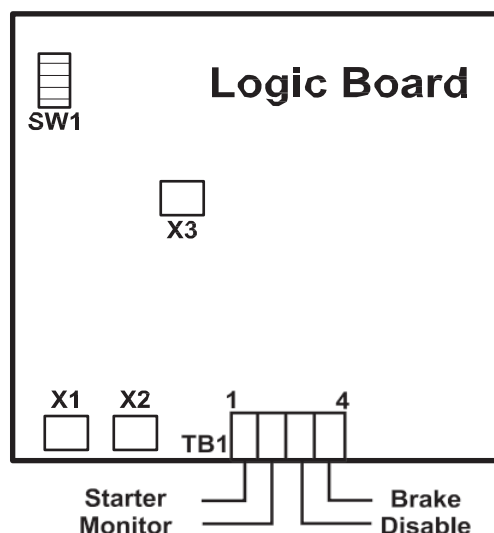 Logic Board
SW1
X3
X1 X2 1 4
TB1
Starter Brake
Monitor Disable